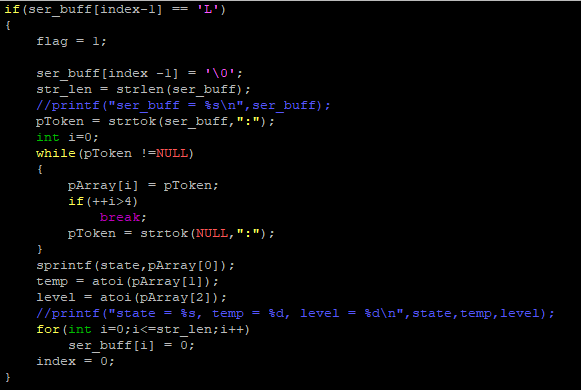 if(ser_buff[index-1] == 'L')
{
    flag = 1;

    ser_buff[index -1] = '\0';
    str_len = strlen(ser_buff);
    //printf("ser_buff = %s\n",ser_buff);
    pToken = strtok(ser_buff,":");
    int i=0;
    while(pToken !=NULL)
    {
        pArray[i] = pToken;
        if(++i>4)
            break;
        pToken = strtok(NULL,":");
    }
    sprintf(state,pArray[0]);
    temp = atoi(pArray[1]);
    level = atoi(pArray[2]);
    //printf("state = %s, temp = %d, level = %d\n",state,temp,level);
    for(int i=0;i<=str_len;i++)
        ser_buff[i] = 0;
    index = 0;
}